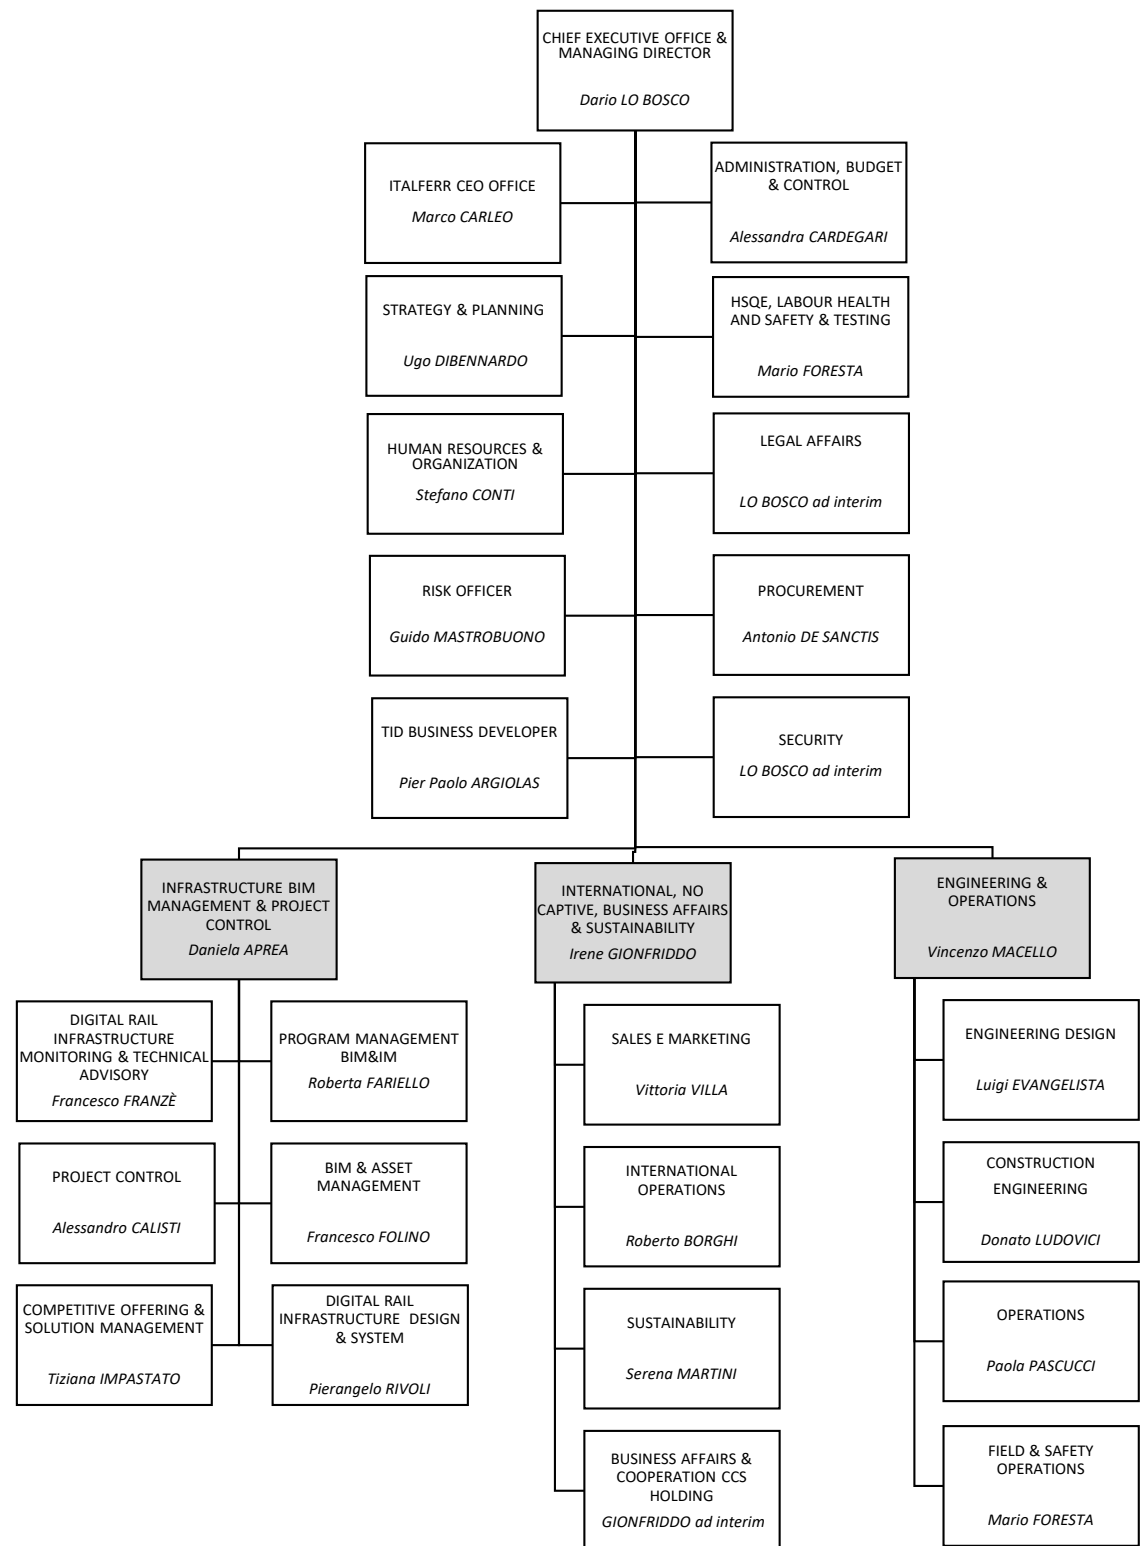 CHIEF EXECUTIVE OFFICE &
MANAGING DIRECTOR
Dario LO BOSCO
ITALFERR CEO OFFICE
Marco CARLEO
ADMINISTRATION, BUDGET
& CONTROL
Alessandra CARDEGARI
STRATEGY & PLANNING
Ugo DIBENNARDO
HSQE, LABOUR HEALTH
AND SAFETY & TESTING
Mario FORESTA
HUMAN RESOURCES &
ORGANIZATION
Stefano CONTI
LEGAL AFFAIRS
LO BOSCO ad interim
RISK OFFICER
Guido MASTROBUONO
PROCUREMENT
Antonio DE SANCTIS
TID BUSINESS DEVELOPER
Pier Paolo ARGIOLAS
SECURITY
LO BOSCO ad interim
INFRASTRUCTURE BIM
MANAGEMENT & PROJECT
CONTROL
Daniela APREA
INTERNATIONAL, NO
CAPTIVE, BUSINESS AFFAIRS
& SUSTAINABILITY
Irene GIONFRIDDO
ENGINEERING &
OPERATIONS
Vincenzo MACELLO
DIGITAL RAIL
INFRASTRUCTURE
MONITORING & TECHNICAL
ADVISORY
Francesco FRANZÈ
PROGRAM MANAGEMENT
BIM&IM
Roberta FARIELLO
SALES E MARKETING
Vittoria VILLA
ENGINEERING DESIGN
Luigi EVANGELISTA
PROJECT CONTROL
Alessandro CALISTI
BIM & ASSET
MANAGEMENT
Francesco FOLINO
INTERNATIONAL
OPERATIONS
Roberto BORGHI
CONSTRUCTION
ENGINEERING
Donato LUDOVICI
COMPETITIVE OFFERING &
SOLUTION MANAGEMENT
Tiziana IMPASTATO
DIGITAL RAIL
INFRASTRUCTURE DESIGN
& SYSTEM
Pierangelo RIVOLI
SUSTAINABILITY
Serena MARTINI
OPERATIONS
Paola PASCUCCI
BUSINESS AFFAIRS &
COOPERATION CCS
HOLDING
GIONFRIDDO ad interim
FIELD & SAFETY
OPERATIONS
Mario FORESTA